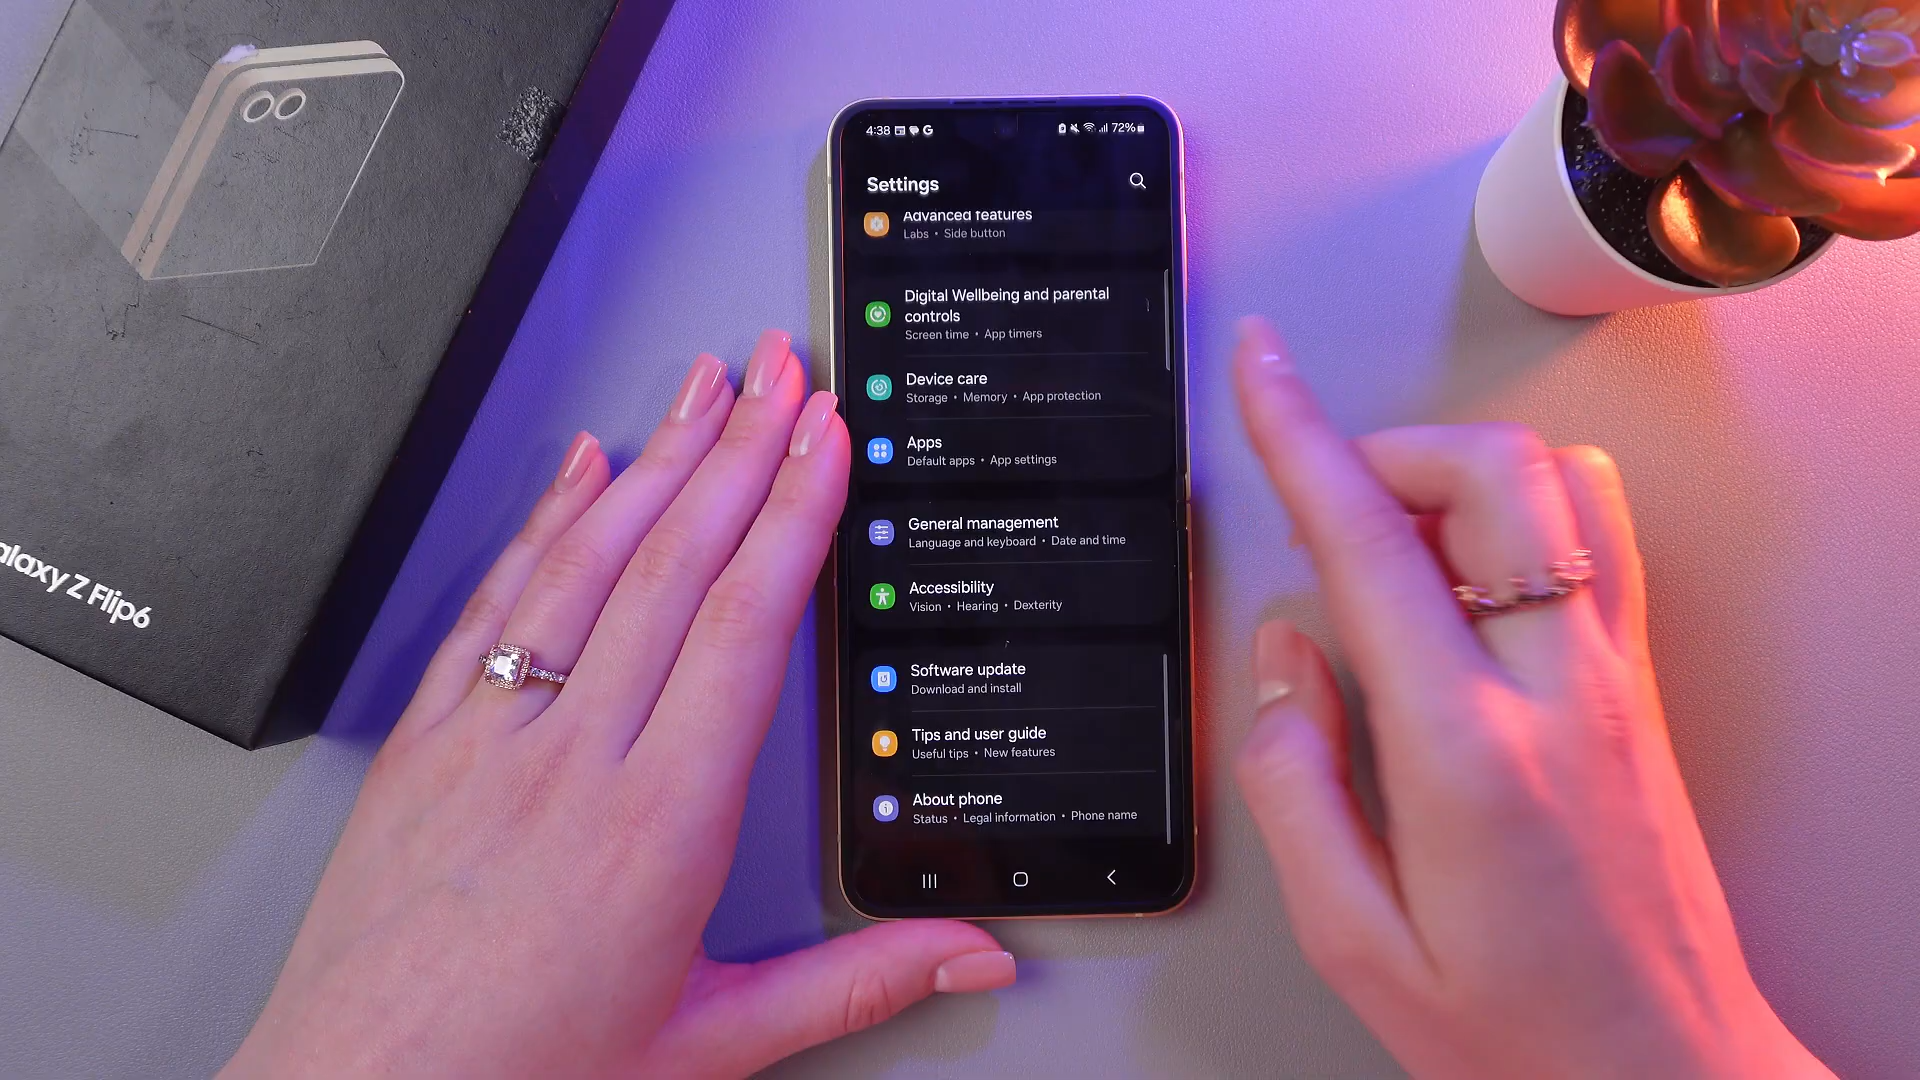 alaxy Z Flip6
4:38
72%
Settings
Advanced features
Labs • Side button
Digital Wellbeing and parental
controls
Screen time • App timers
Device care
Storage • Memory • App protection
Apps
Default apps • App settings
General management
Language and keyboard • Date and time
Accessibility
Vision • Hearing • Dexterity
Software update
Download and install
Tips and user guide
Useful tips • New features
About phone
Status • Legal information • Phone name